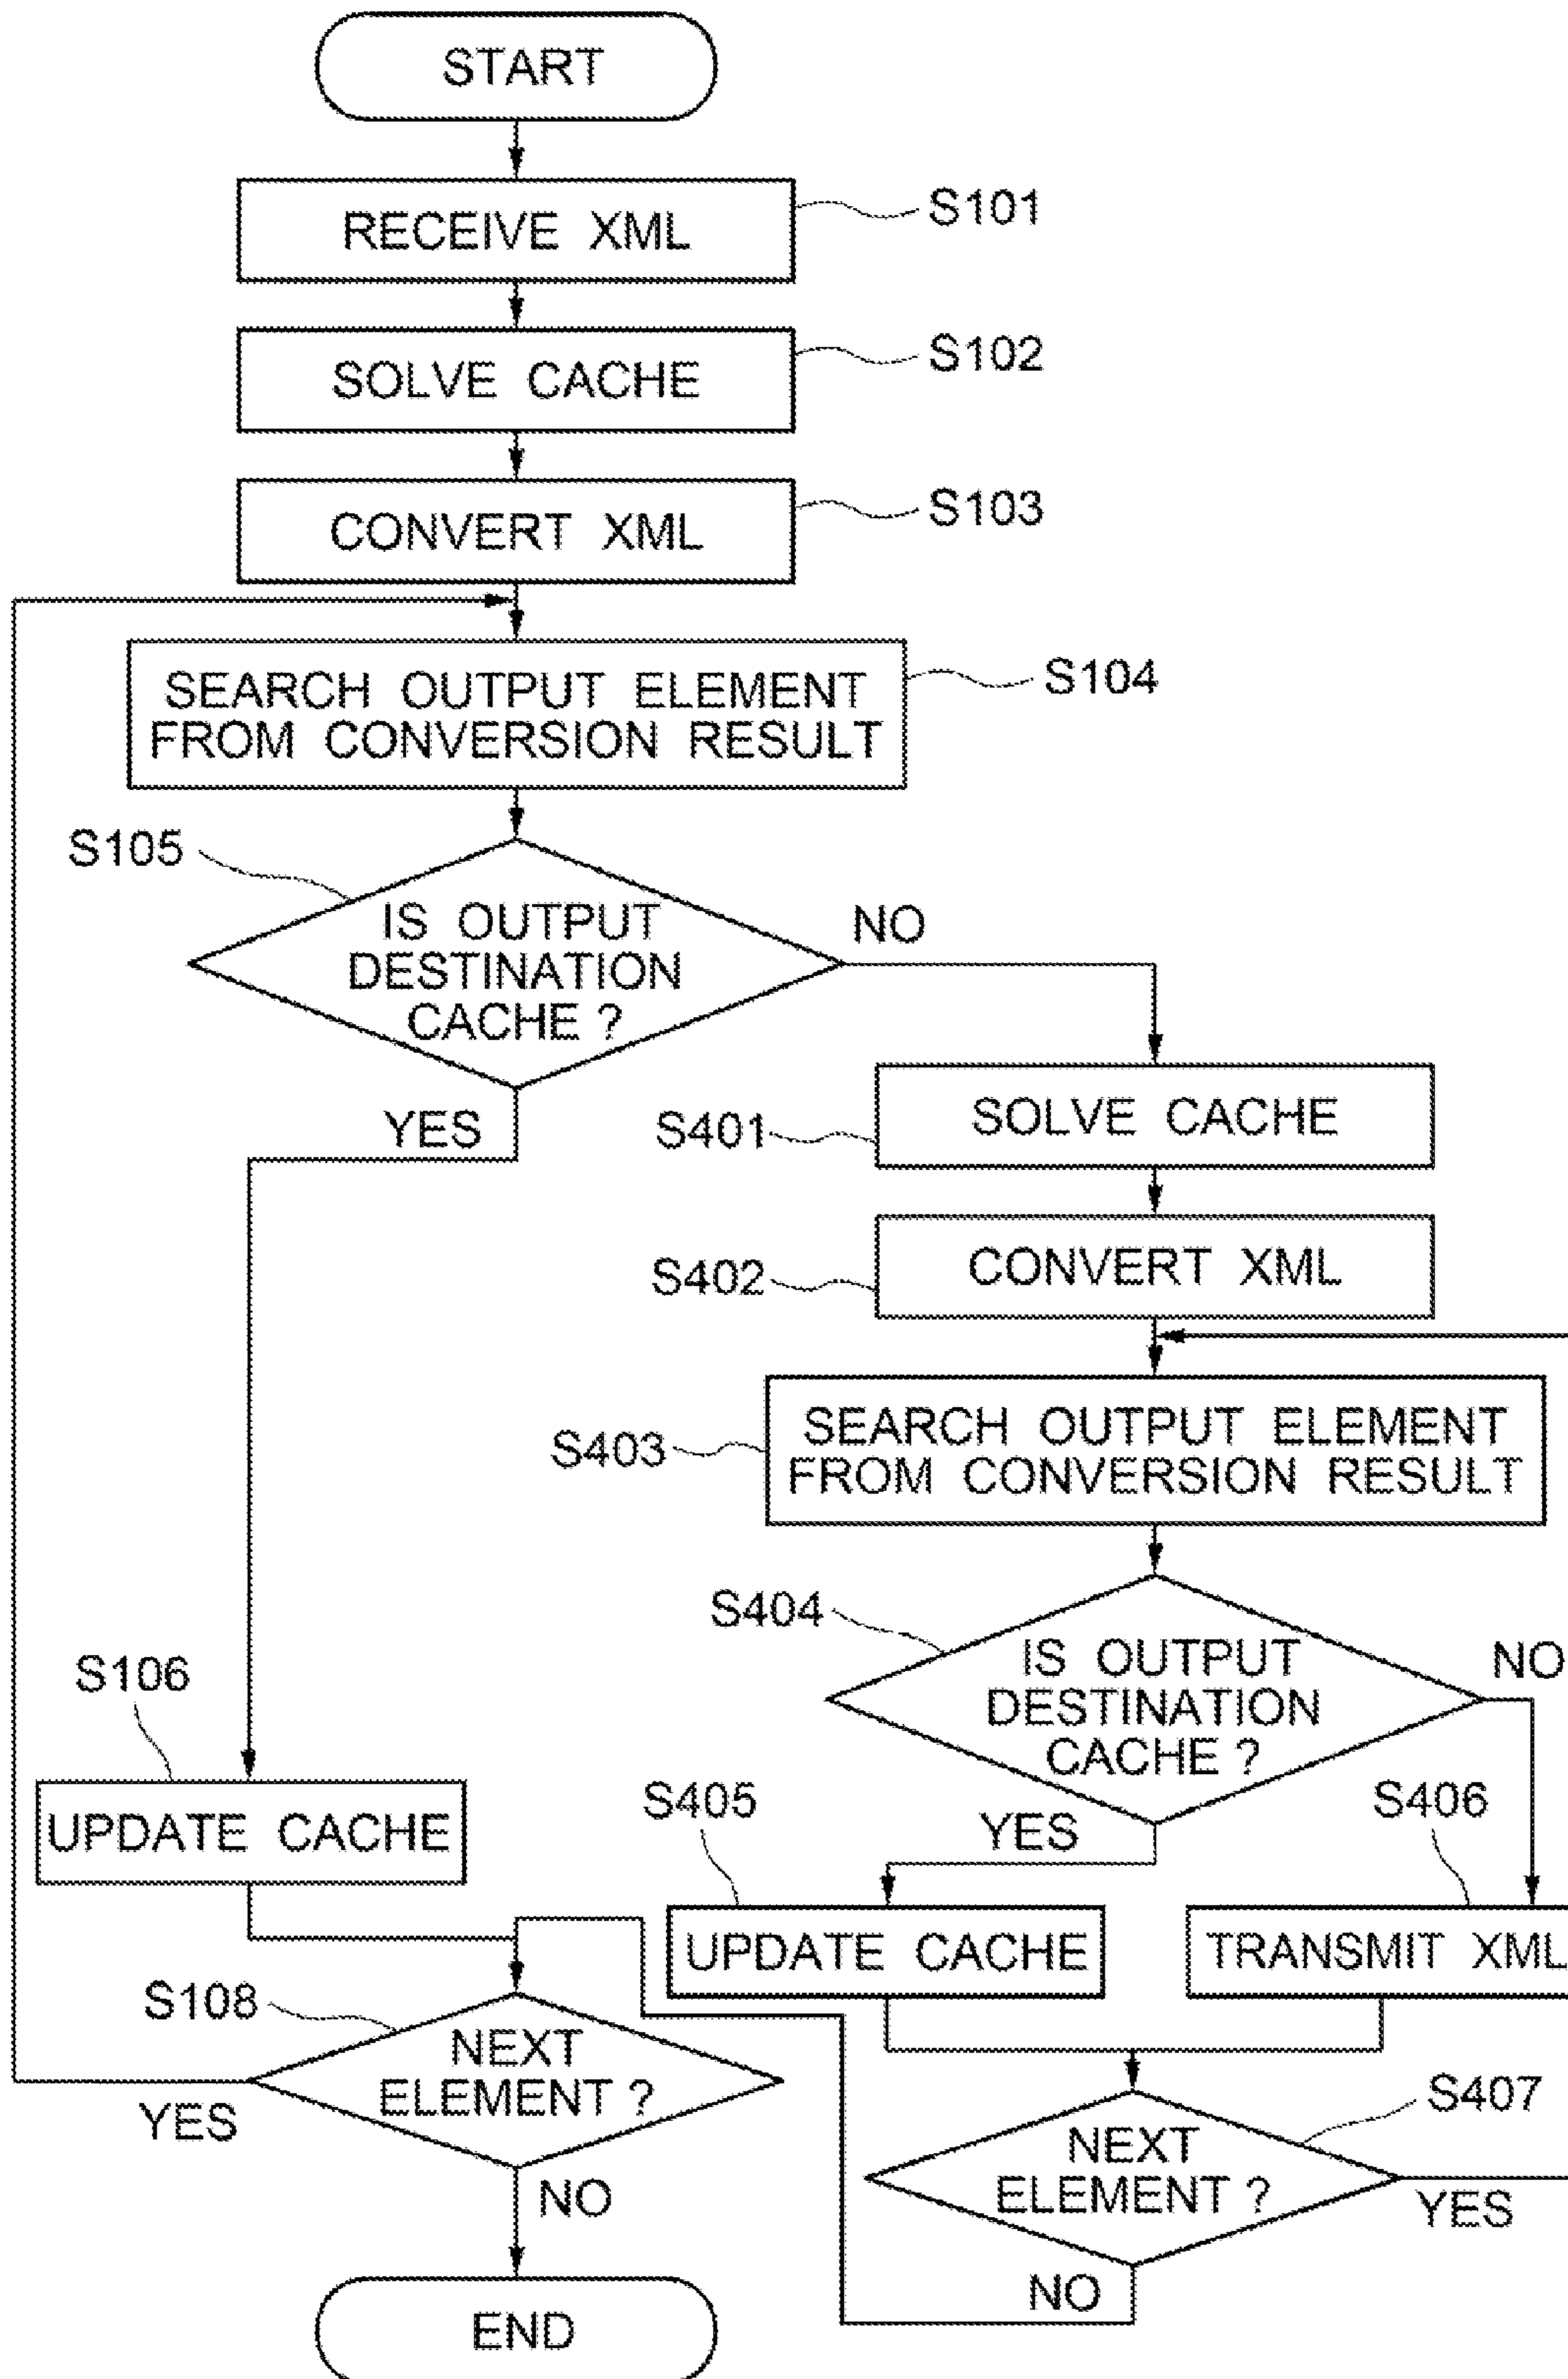 START
RECEIVE XML
S101
SOLVE CACHE
S102
CONVERT XML
S103
SEARCH OUTPUT ELEMENT
FROM CONVERSION RESULT
S104
S105
IS OUTPUT
DESTINATION
CACHE ?
NO
YES
S401
SOLVE CACHE
S402
CONVERT XML
S403
SEARCH OUTPUT ELEMENT
FROM CONVERSION RESULT
S404
IS OUTPUT
DESTINATION
CACHE ?
NO
YES
S106
UPDATE CACHE
S405
UPDATE CACHE
S406
TRANSMIT XML
S108
NEXT
ELEMENT ?
YES
NO
S407
NEXT
ELEMENT ?
YES
NO
END